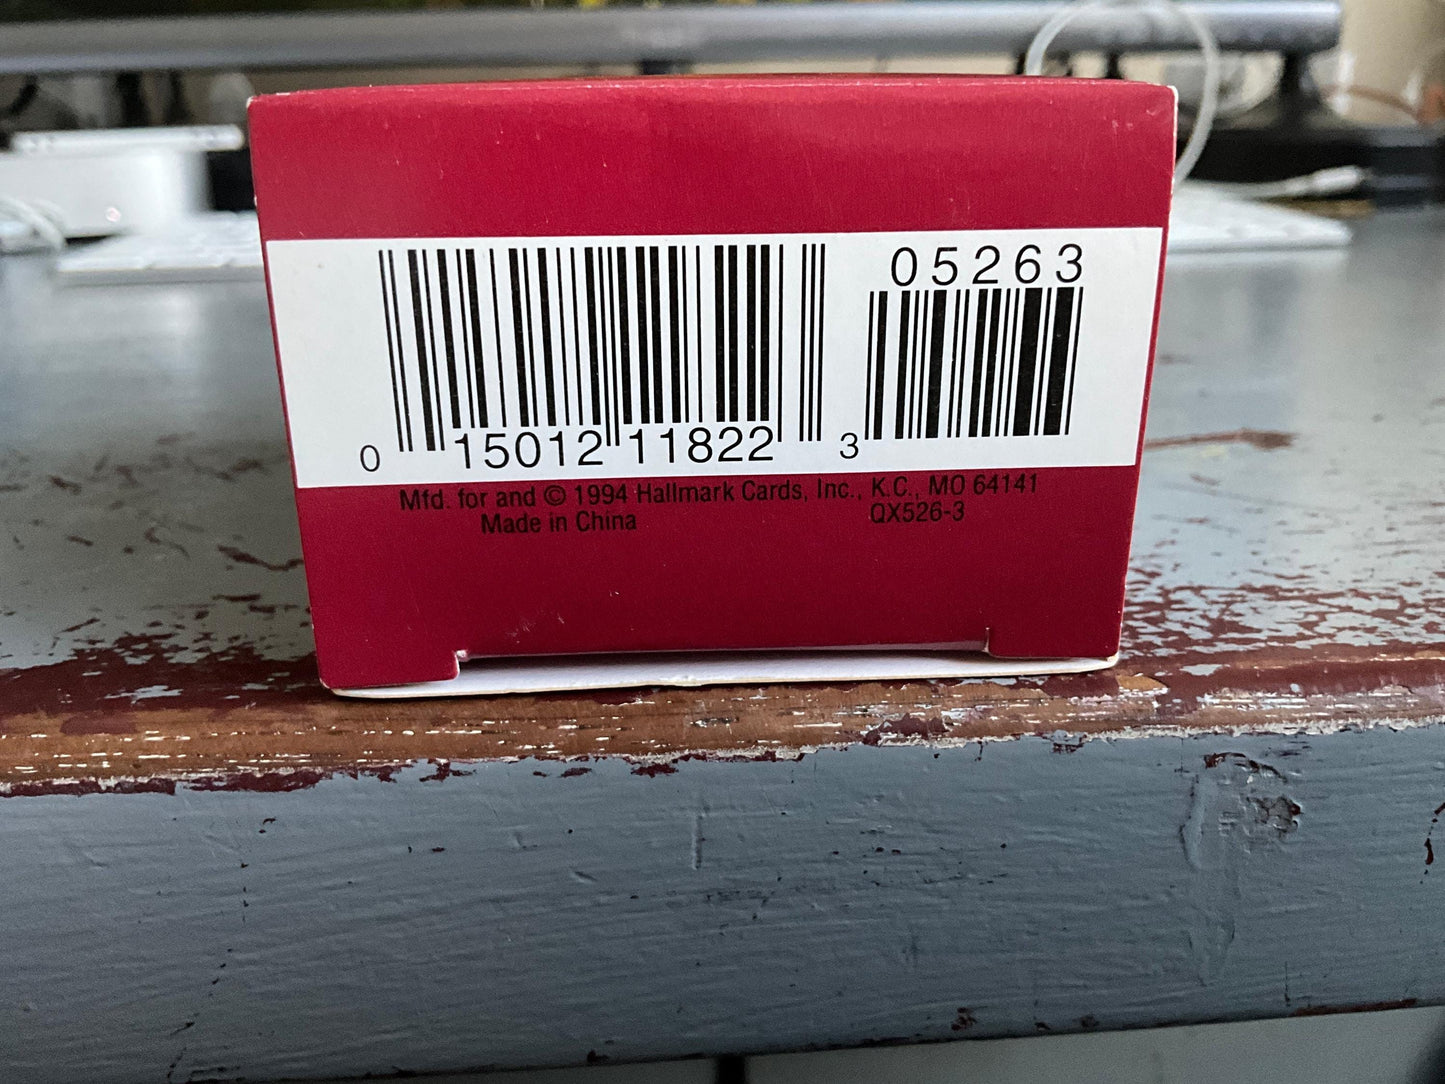 05263
0 15012 11822 3
Mfd. for and © 1994 Hallmark Cards, Inc., K.C., MO 64141
Made in China QX526-3